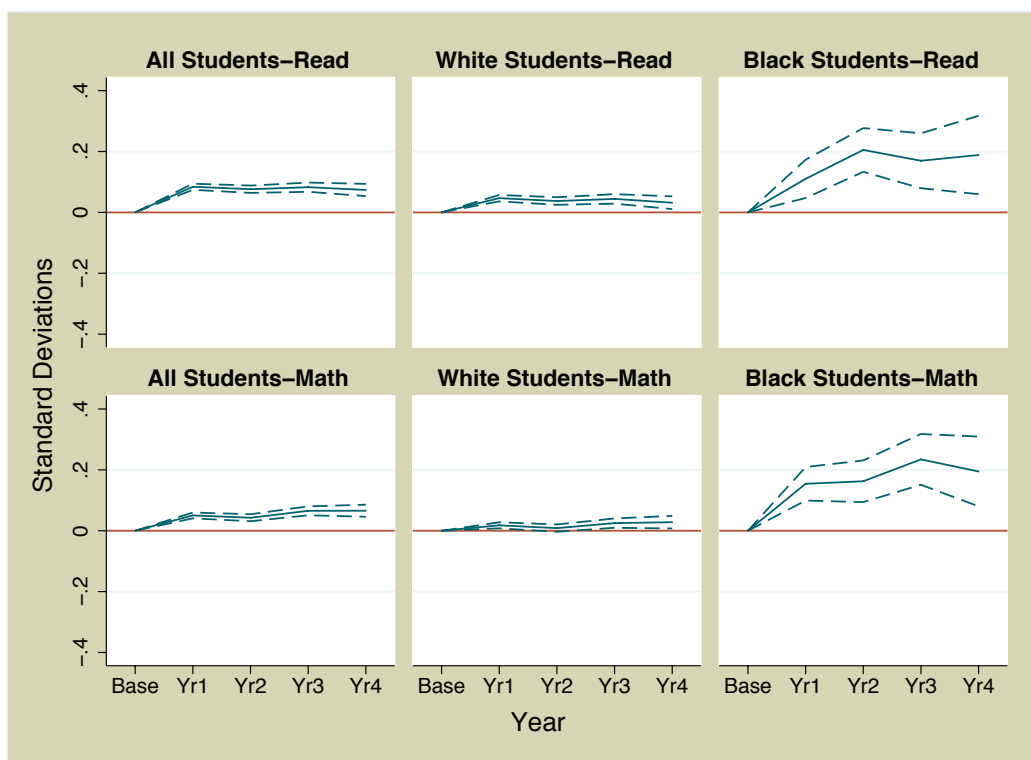 All Students–Read
White Students–Read
Black Students–Read
.4
.2
0
-.2
-.4
All Students–Math
White Students–Math
Black Students–Math
.4
.2
0
-.2
-.4
Standard Deviations
Base Yr1 Yr2 Yr3 Yr4
Base Yr1 Yr2 Yr3 Yr4
Base Yr1 Yr2 Yr3 Yr4
Year